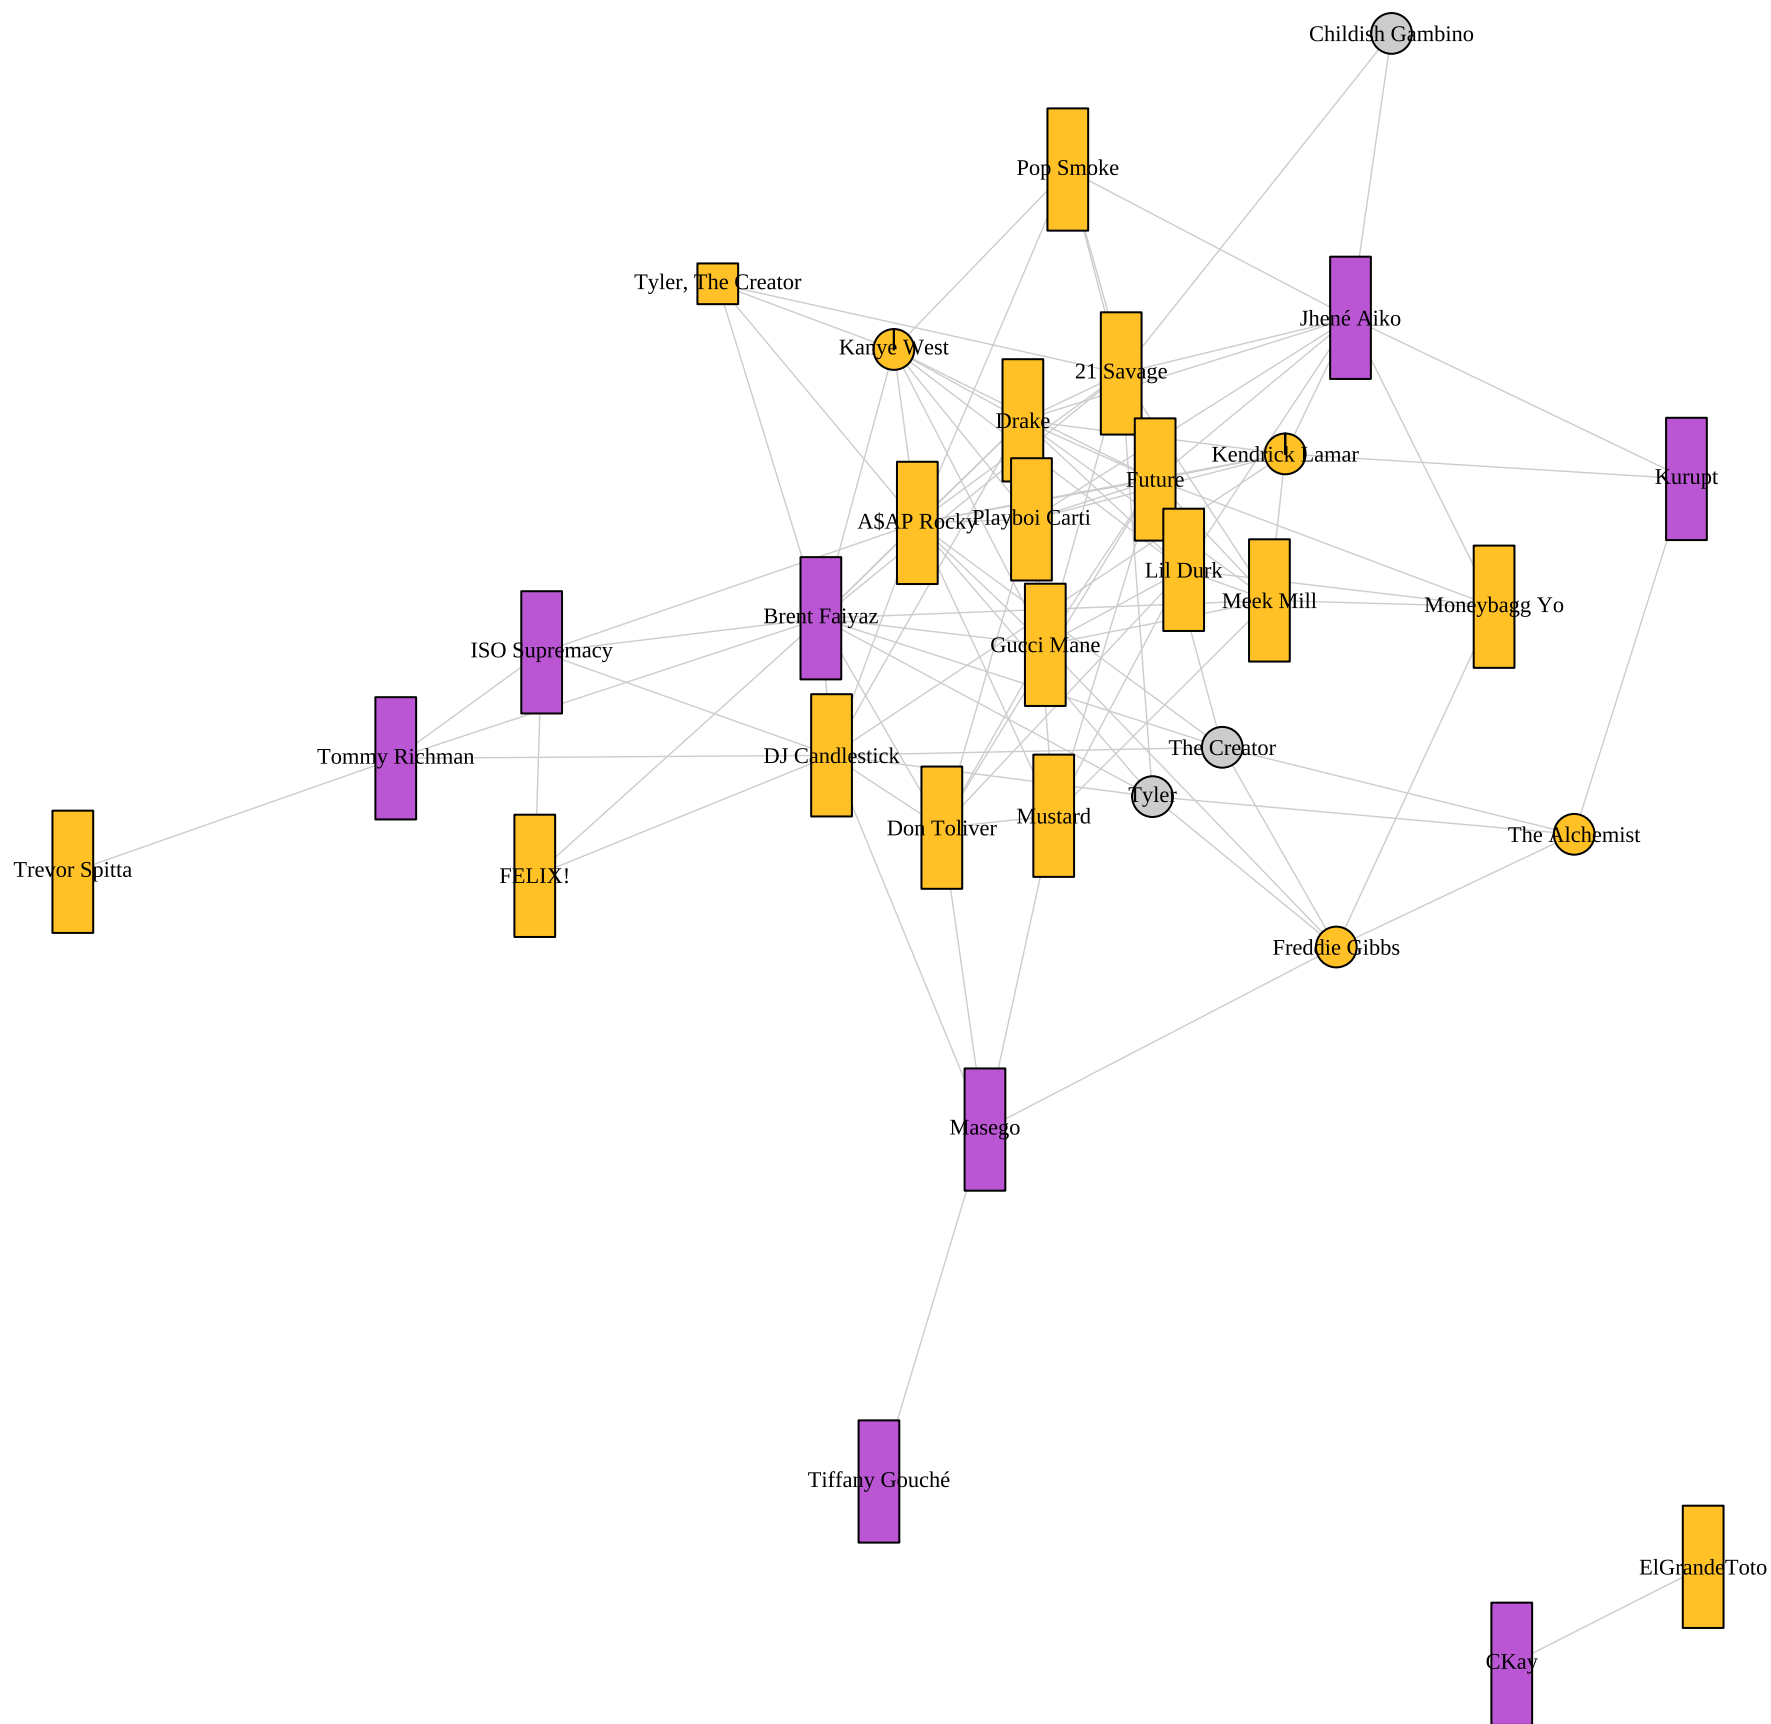 Childish Gambino
Pop Smoke
Tyler, The Creator
Jhené Aiko
Kanye West
21 Savage
Drake
Kendrick Lamar
Kurupt
Future
A$AP Rocky
Playboi Carti
Lil Durk
Meek Mill
Moneybagg Yo
Brent Faiyaz
Gucci Mane
ISO Supremacy
The Creator
Tommy Richman
DJ Candlestick
Tyler
Mustard
Don Toliver
The Alchemist
Trevor Spitta
FELIX!
Freddie Gibbs
Masego
Tiffany Gouché
ElGrandeToto
CKay